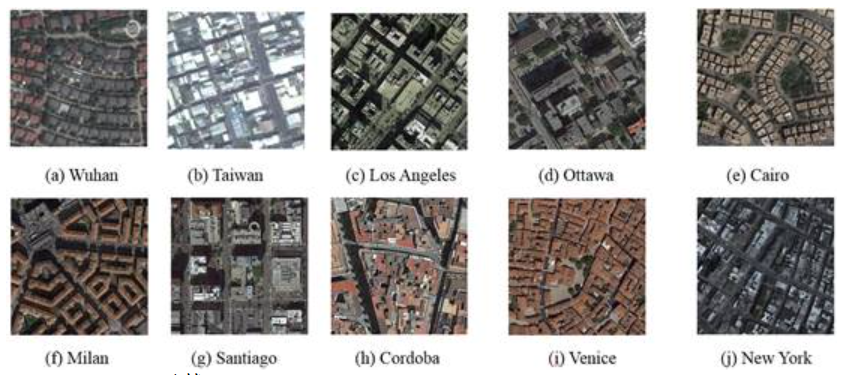 (a) Wuhan (b) Taiwan (c) Los Angeles (d) Ottawa (e) Cairo
(f) Milan (g) Santiago (h) Cordoba (i) Venice (j) New York